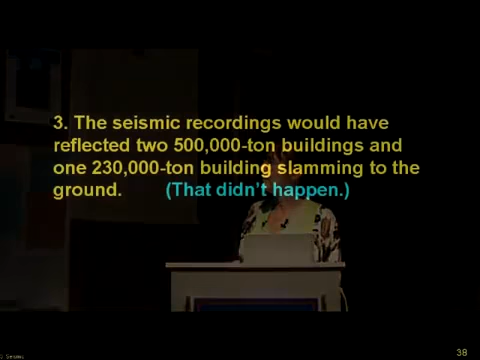 3. The seismic recordings would have
reflected two 500,000-ton buildings and
one 230,000-ton building slamming to the
ground. (That didn't happen.)
38